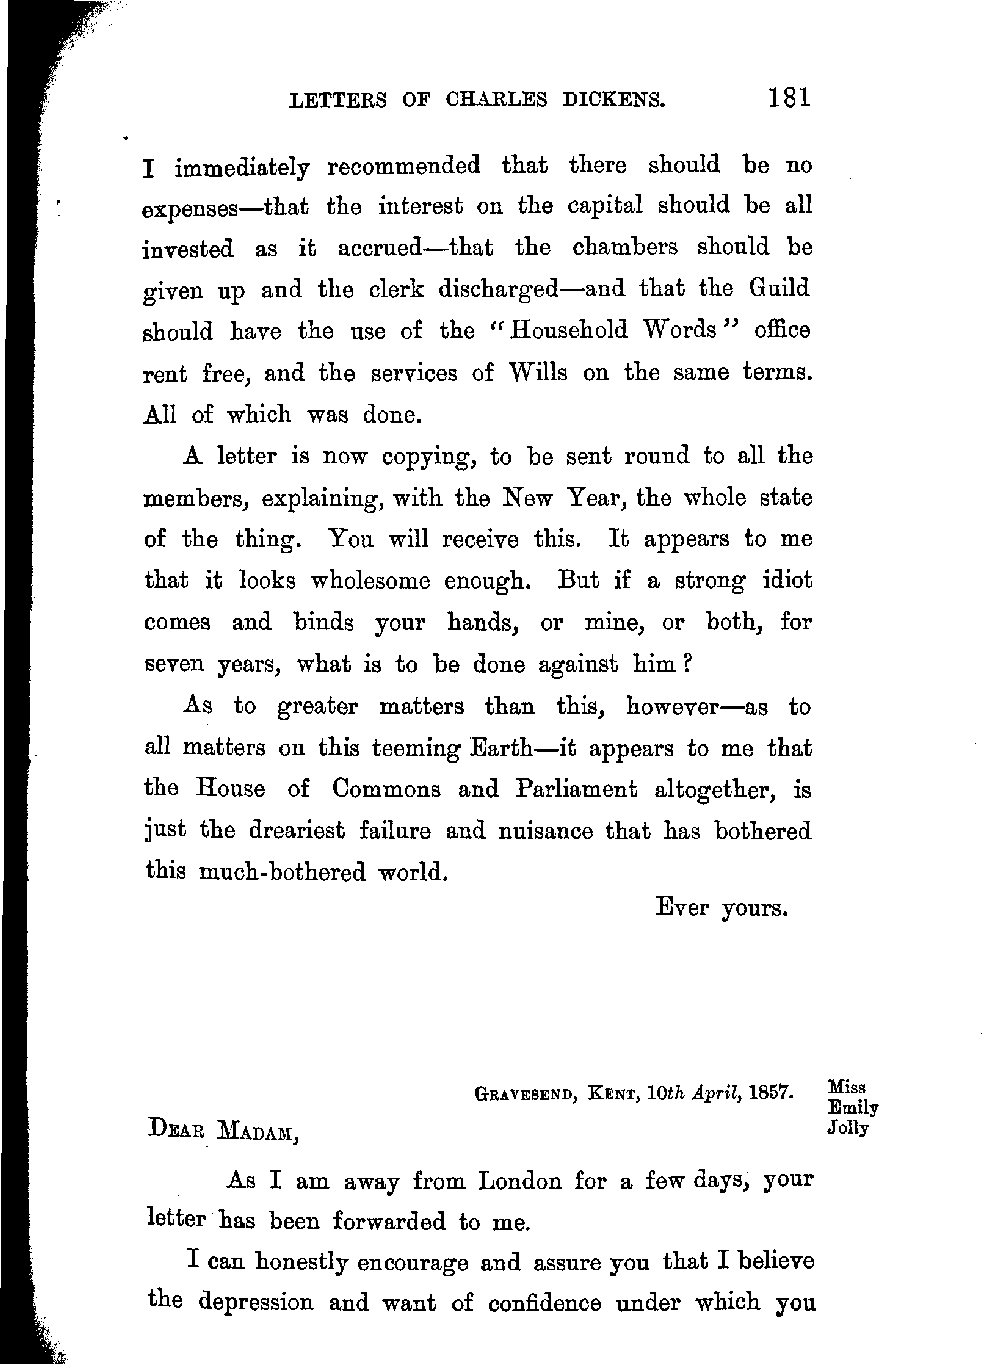 LETTERS OF CHARLES DICKENS. 181
I immediately recommended that there should be no
expenses—that the interest on the capital should be all
invested as it accrued—that the chambers should be
given up and the clerk discharged—and that the Guild
should have the use of the "Household Words" office
rent free, and the services of Wills on the same terms.
All of which was done.
A letter is now copying, to be sent round to all the
members, explaining, with the New Year, the whole state
of the thing. You will receive this. It appears to me
that it looks wholesome enough. But if a strong idiot
comes and binds your hands, or mine, or both, for
seven years, what is to be done against him?
As to greater matters than this, however—as to
all matters on this teeming Earth—it appears to me that
the House of Commons and Parliament altogether, is
just the dreariest failure and nuisance that has bothered
this much-bothered world.
Ever yours.
GRAVESEND, KENT, 10th April, 1857.
Miss
Emily
Jolly
DEAR MADAM,
As I am away from London for a few days, your
letter has been forwarded to me.
I can honestly encourage and assure you that I believe
the depression and want of confidence under which you